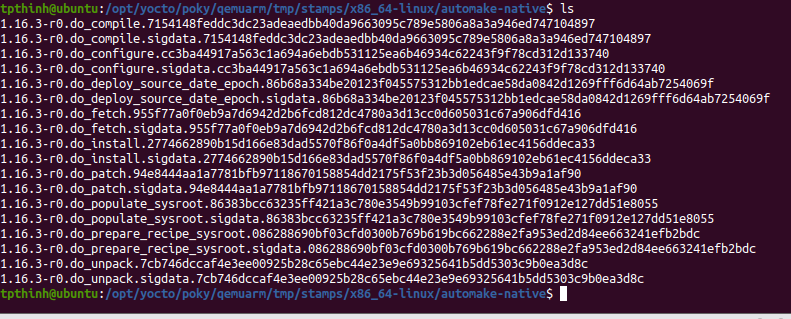 tpthinh@ubuntu:/opt/yocto/poky/qemuarm/tmp/stamps/x86_64-linux/automake-native$ ls
1.16.3-r0.do_compile.7154148feddc3dc23adeaedbb40da9663095c789e5806a8a3a946ed747104897
1.16.3-r0.do_compile.sigdata.7154148feddc3dc23adeaedbb40da9663095c789e5806a8a3a946ed747104897
1.16.3-r0.do_configure.cc3ba44917a563c1a694a6ebdb531125ea6b46934c62243f9f78cd312d133740
1.16.3-r0.do_configure.sigdata.cc3ba44917a563c1a694a6ebdb531125ea6b46934c62243f9f78cd312d133740
1.16.3-r0.do_deploy_source_date_epoch.86b68a334be20123f045575312bb1edcae58da0842d1269fff6d64ab7254069f
1.16.3-r0.do_deploy_source_date_epoch.sigdata.86b68a334be20123f045575312bb1edcae58da0842d1269fff6d64ab7254069f
1.16.3-r0.do_fetch.955f77a0f0eb9a7d6942d2b6fcd812dc4780a3d13cc0d605031c67a906dfd416
1.16.3-r0.do_fetch.sigdata.955f77a0f0eb9a7d6942d2b6fcd812dc4780a3d13cc0d605031c67a906dfd416
1.16.3-r0.do_install.2774662890b15d166e83dad5570f86f0a4df5a0bb869102eb61ec4156ddeca33
1.16.3-r0.do_install.sigdata.2774662890b15d166e83dad5570f86f0a4df5a0bb869102eb61ec4156ddeca33
1.16.3-r0.do_patch.94e8444aa1a7781bfb97118670158854dd2175f53f23b3d056485e43b9a1af90
1.16.3-r0.do_patch.sigdata.94e8444aa1a7781bfb97118670158854dd2175f53f23b3d056485e43b9a1af90
1.16.3-r0.do_populate_sysroot.86383bcc63235ff421a3c780e3549b99103cfef78fe271f0912e127dd51e8055
1.16.3-r0.do_populate_sysroot.sigdata.86383bcc63235ff421a3c780e3549b99103cfef78fe271f0912e127dd51e8055
1.16.3-r0.do_prepare_recipe_sysroot.086288690bf03cfd0300b769b619bc662288e2fa953ed2d84ee663241efb2bdc
1.16.3-r0.do_prepare_recipe_sysroot.sigdata.086288690bf03cfd0300b769b619bc662288e2fa953ed2d84ee663241efb2bdc
1.16.3-r0.do_unpack.7cb746dccaf4e3ee00925b28c65ebc44e23e9e69325641b5dd5303c9b0ea3d8c
1.16.3-r0.do_unpack.sigdata.7cb746dccaf4e3ee00925b28c65ebc44e23e9e69325641b5dd5303c9b0ea3d8c
tpthinh@ubuntu:/opt/yocto/poky/qemuarm/tmp/stamps/x86_64-linux/automake-native$